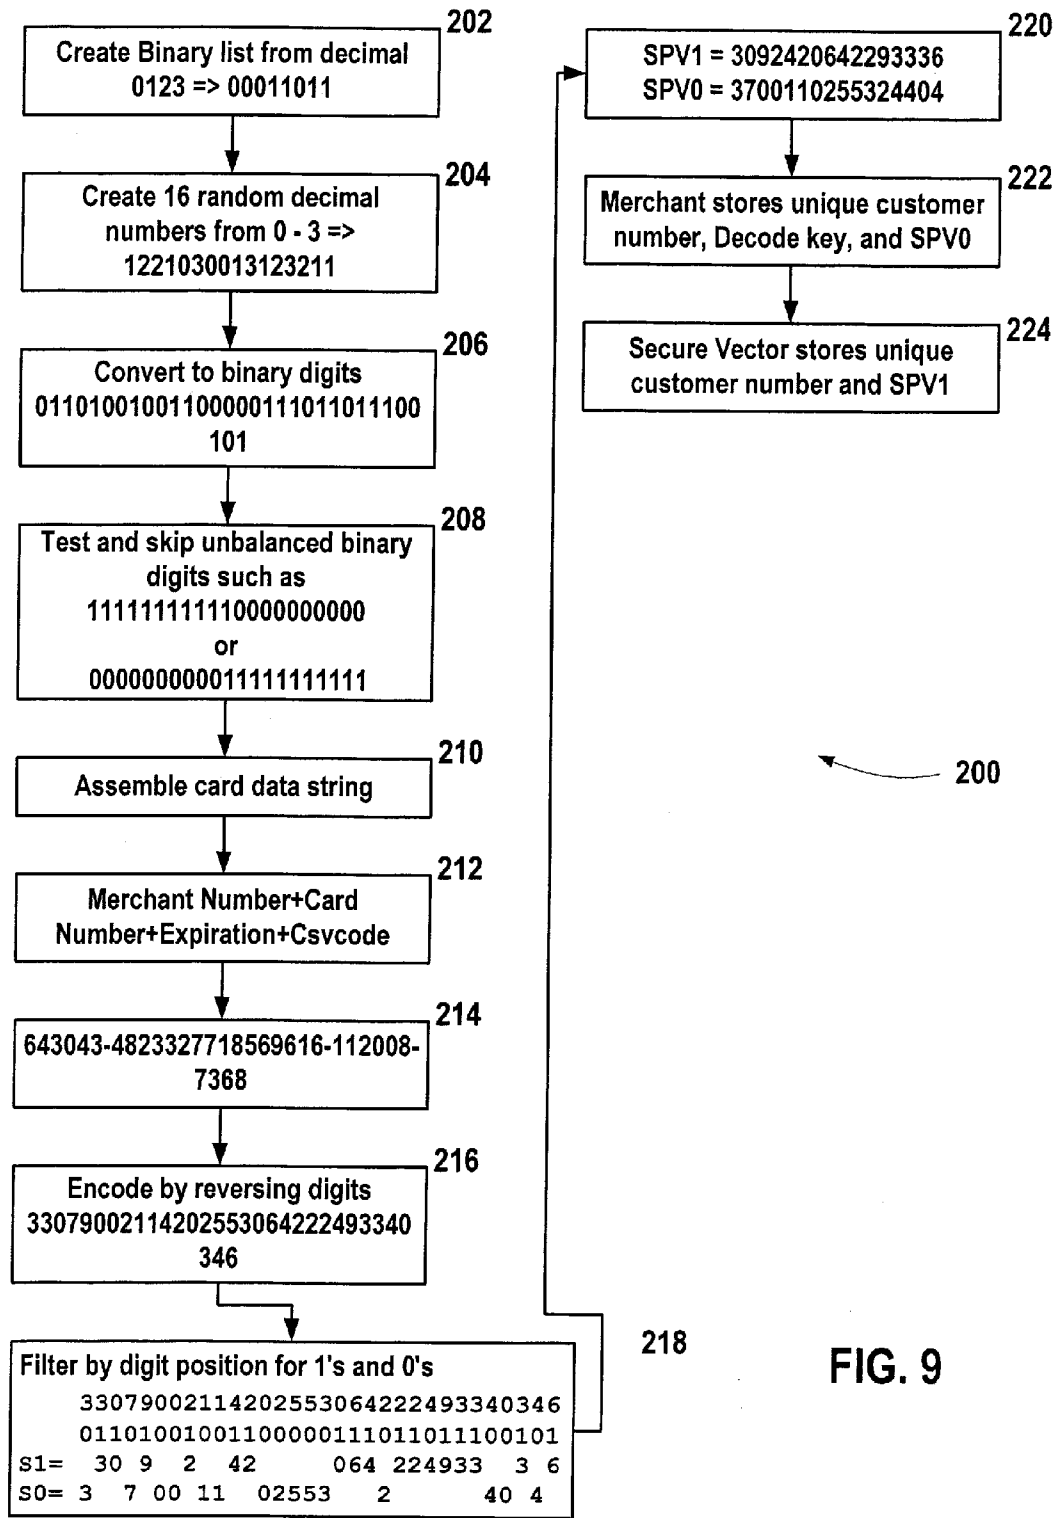 202
Create Binary list from decimal
0123 => 00011011
204
Create 16 random decimal
numbers from 0 - 3 =>
1221030013123211
206
Convert to binary digits
01101001001100000111011011100
101
208
Test and skip unbalanced binary
digits such as
111111111110000000000
or
000000000011111111111
210
Assemble card data string
212
Merchant Number+Card
Number+Expiration+Csvcode
214
643043-4823327718569616-112008-
7368
216
Encode by reversing digits
33079002114202553064222493340
346
Filter by digit position for 1's and 0's
33079002114202553064222493340346
01101001001100000111011011100101
S1= 30 9 2 42 064 224933 3 6
S0= 3 7 00 11 02553 2 40 4
218
220
SPV1 = 3092420642293336
SPV0 = 3700110255324404
222
Merchant stores unique customer
number, Decode key, and SPV0
224
Secure Vector stores unique
customer number and SPV1
200
FIG. 9